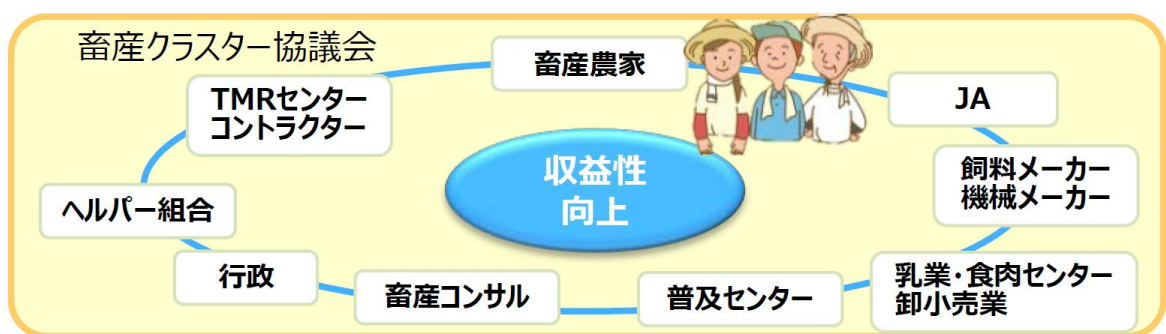 畜産クラスター協議会
畜産農家
TMRセンター
コントラクター
JA
収益性
向上
飼料メーカー
機械メーカー
ヘルパー組合
行政
畜産コンサル
普及センター
乳業・食肉センター
卸小売業